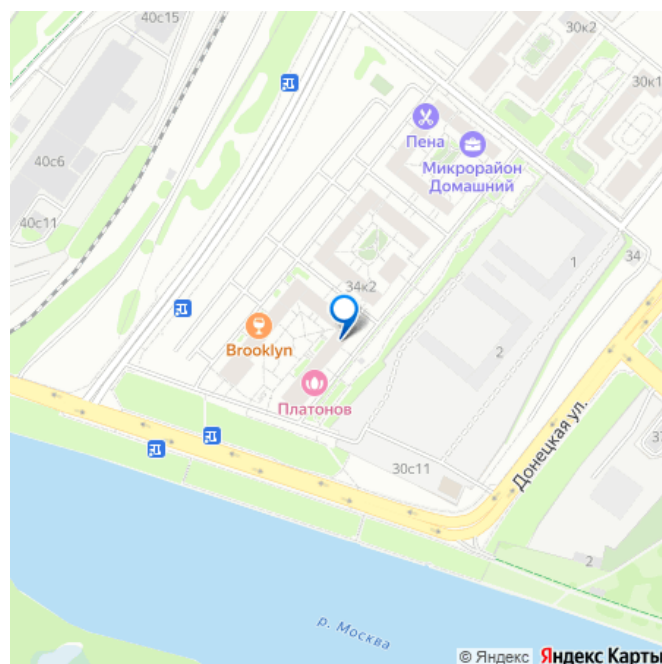 40с15
30к2
30к1
Пена
Микрорайон
Домашний
40с6
40с11
34
1
34к2
Brooklyn
2
Платонов
Донецкая ул.
30с11
2
р. Москва
© Яндекс Яндекс Карты